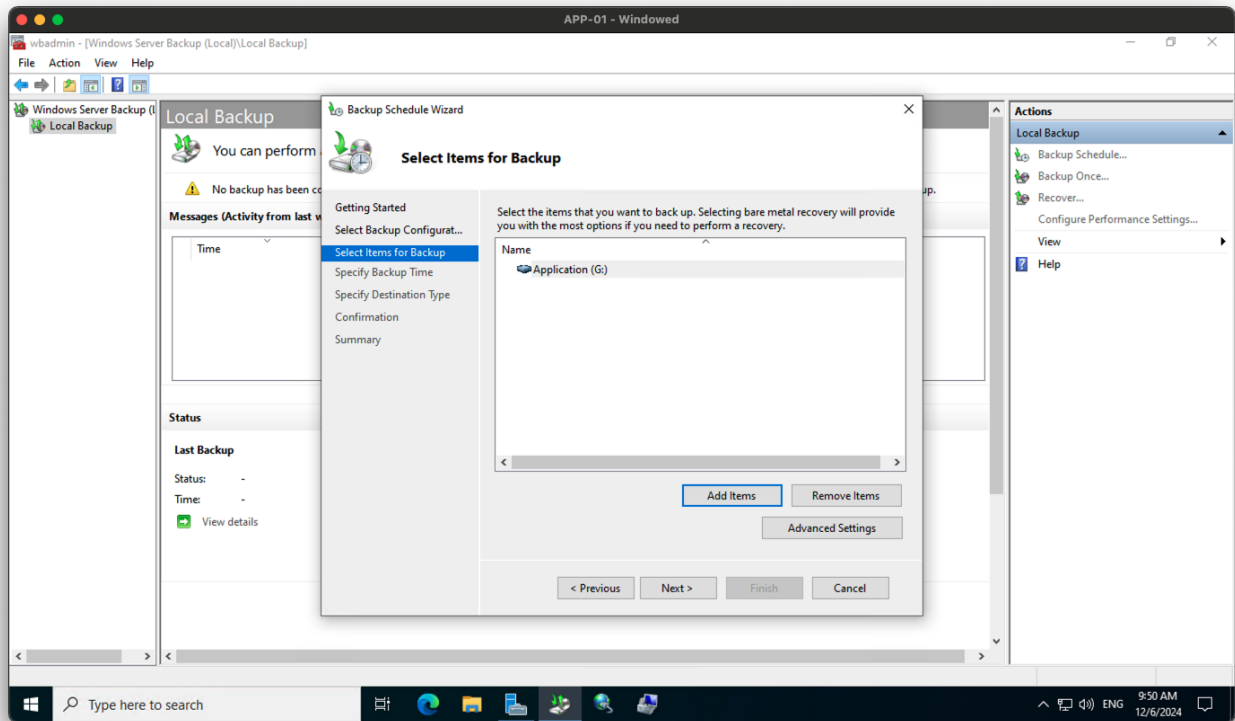 APP-01 - Windowed
wbadmin - [Windows Server Backup (Local)\Local Backup]
File Action View Help
Windows Server Backup (L
Local Backup
Local Backup
You can perform
No backup has been co
up.
Messages (Activity from last w
Time
Status
Last Backup
Status: -
Time: -
View details
Backup Schedule Wizard
Select Items for Backup
Getting Started
Select Backup Configurat...
Select Items for Backup
Specify Backup Time
Specify Destination Type
Confirmation
Summary
Select the items that you want to back up. Selecting bare metal recovery will provide
you with the most options if you need to perform a recovery.
Name
Application (G:)
Add Items Remove Items
Advanced Settings
< Previous Next > Finish Cancel
Actions
Local Backup
Backup Schedule...
Backup Once...
Recover...
Configure Performance Settings...
View
Help
Type here to search
ENG
9:50 AM
12/6/2024